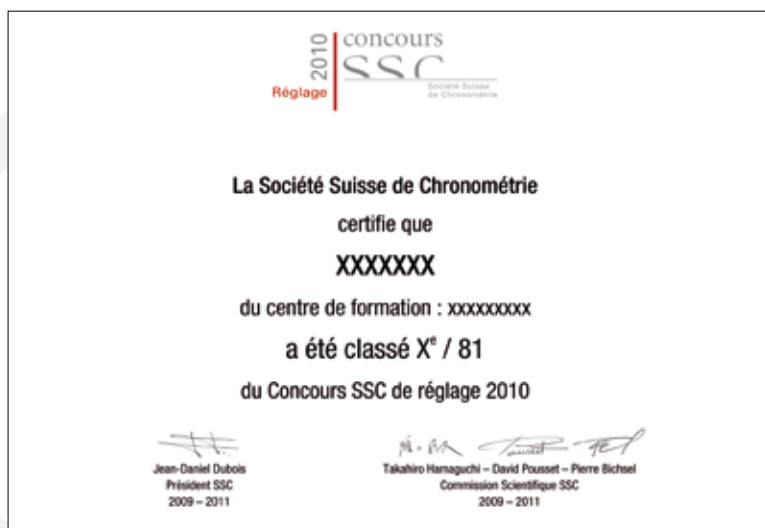 concours
2010
SSC
Réglage
Société Suisse
de Chronométrie
La Société Suisse de Chronométrie
certifie que
XXXXXXX
du centre de formation : xxxxxxxxx
a été classé Xᵉ / 81
du Concours SSC de réglage 2010
Jean-Daniel Dubois
Président SSC
2009 – 2011
Takahiro Hamaguchi – David Pousset – Pierre Bichsel
Commission Scientifique SSC
2009 – 2011